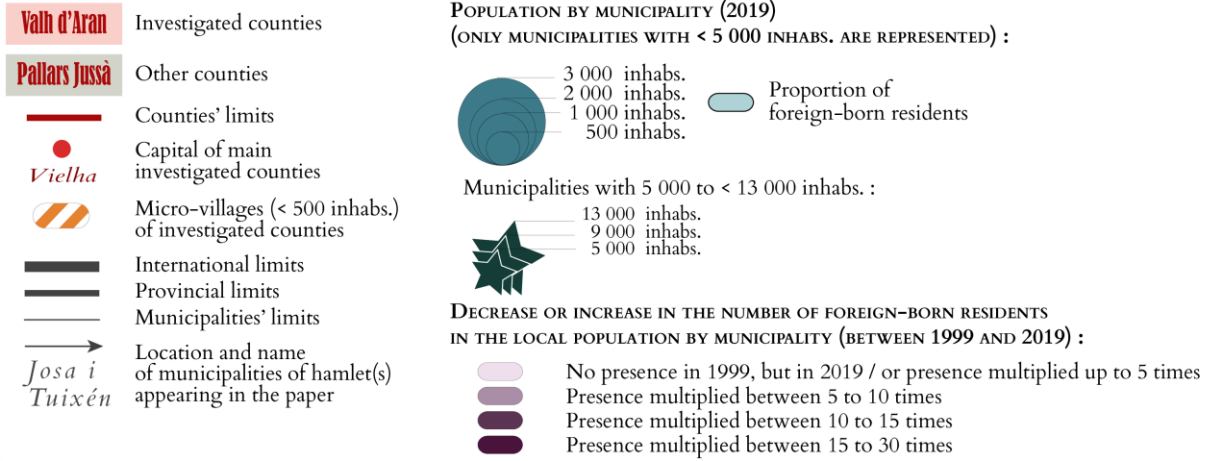 Valh d'Aran
Investigated counties
Pallars Jussà
Other counties
Counties' limits
Vielha
Capital of main
investigated counties
Micro-villages (< 500 inhabs.)
of investigated counties
International limits
Provincial limits
Municipalities' limits
Josa i
Tuixén
Location and name
of municipalities of hamlet(s)
appearing in the paper
POPULATION BY MUNICIPALITY (2019)
(ONLY MUNICIPALITIES WITH < 5 000 INHABS. ARE REPRESENTED) :
3 000 inhabs.
2 000 inhabs.
1 000 inhabs.
500 inhabs.
Proportion of
foreign-born residents
Municipalities with 5 000 to < 13 000 inhabs. :
13 000 inhabs.
9 000 inhabs.
5 000 inhabs.
DECREASE OR INCREASE IN THE NUMBER OF FOREIGN-BORN RESIDENTS
IN THE LOCAL POPULATION BY MUNICIPALITY (BETWEEN 1999 AND 2019) :
No presence in 1999, but in 2019 / or presence multiplied up to 5 times
Presence multiplied between 5 to 10 times
Presence multiplied between 10 to 15 times
Presence multiplied between 15 to 30 times